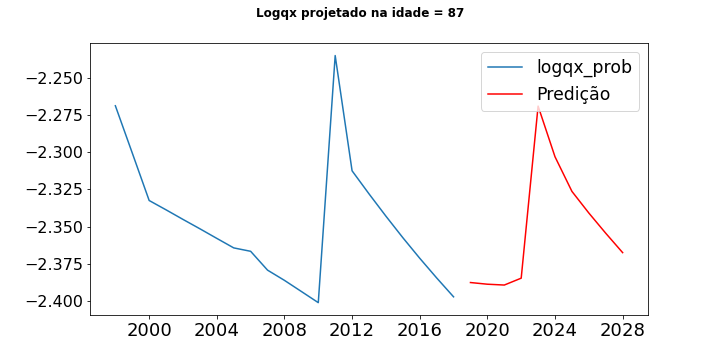 Logqx projetado na idade = 87
logqx_prob
Predição
−2.250
−2.275
−2.300
−2.325
−2.350
−2.375
−2.400
2000 2004 2008 2012 2016 2020 2024 2028